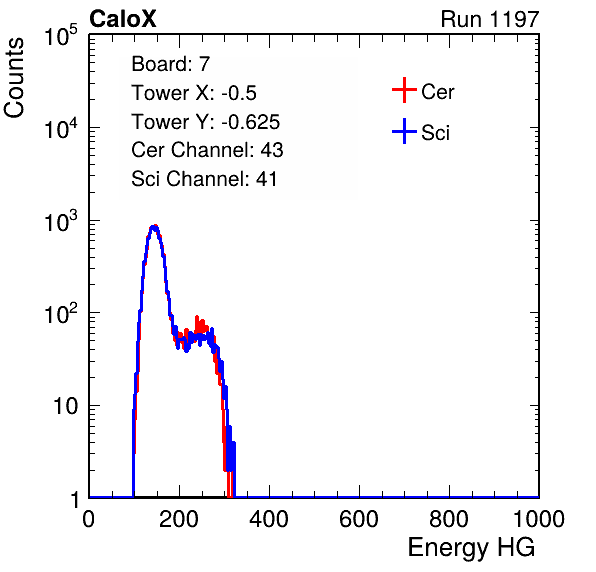 CaloX Run 1197
Counts
Board: 7
Tower X: -0.5
Tower Y: -0.625
Cer Channel: 43
Sci Channel: 41
Cer
Sci
10^5
10^4
10^3
10^2
10
1
0 200 400 600 800 1000
Energy HG